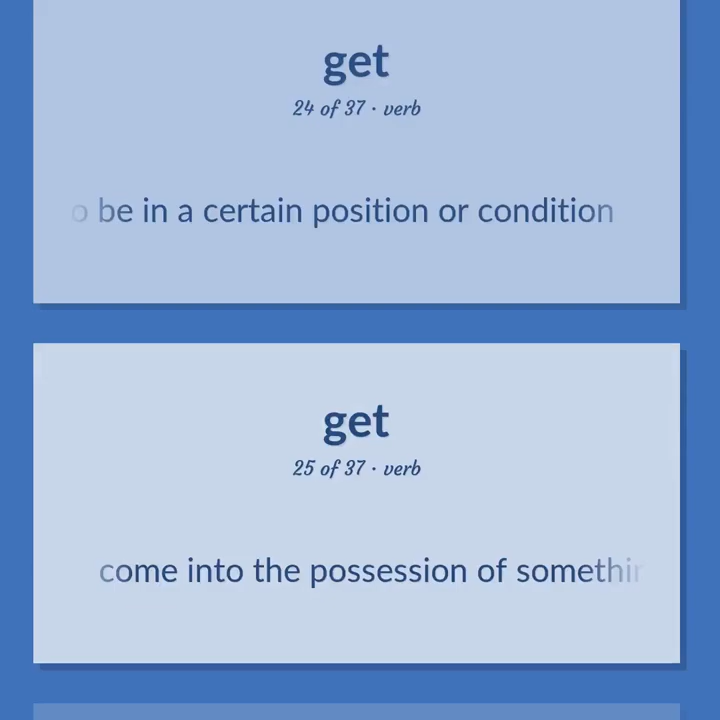 get
24 of 37 · verb
be in a certain position or condition
get
25 of 37 · verb
come into the possession of